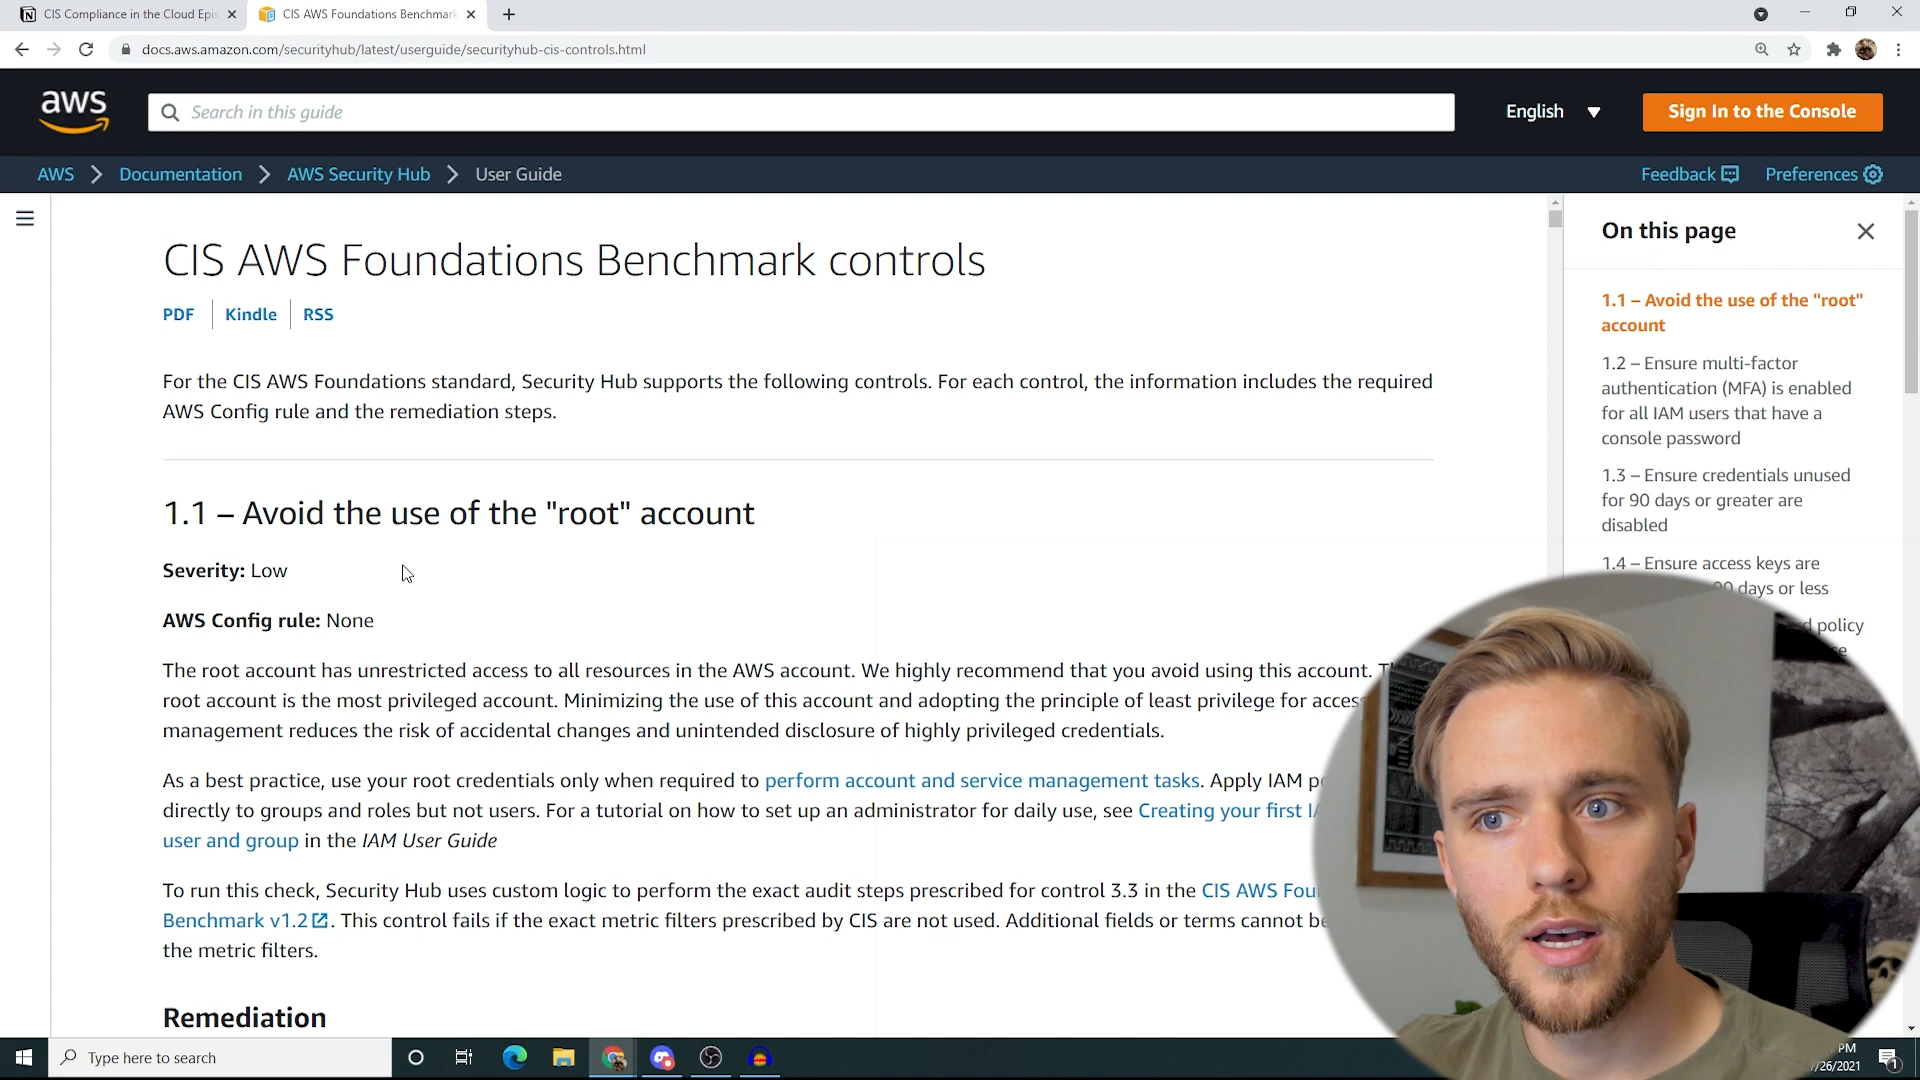 CIS Compliance in the Cloud Epis
CIS AWS Foundations Benchmark
docs.aws.amazon.com/securityhub/latest/userguide/securityhub-cis-controls.html
aws
Search in this guide
English
Sign In to the Console
AWS
Documentation
AWS Security Hub
User Guide
Feedback
Preferences
CIS AWS Foundations Benchmark controls
PDF
Kindle
RSS
For the CIS AWS Foundations standard, Security Hub supports the following controls. For each control, the information includes the required
AWS Config rule and the remediation steps.
1.1 – Avoid the use of the "root" account
Severity: Low
AWS Config rule: None
The root account has unrestricted access to all resources in the AWS account. We highly recommend that you avoid using this account.
root account is the most privileged account. Minimizing the use of this account and adopting the principle of least privilege for access
management reduces the risk of accidental changes and unintended disclosure of highly privileged credentials.
As a best practice, use your root credentials only when required to perform account and service management tasks. Apply IAM
directly to groups and roles but not users. For a tutorial on how to set up an administrator for daily use, see Creating your first
user and group in the IAM User Guide
To run this check, Security Hub uses custom logic to perform the exact audit steps prescribed for control 3.3 in the CIS AWS Fou
Benchmark v1.2. This control fails if the exact metric filters prescribed by CIS are not used. Additional fields or terms cannot be
the metric filters.
Remediation
On this page
1.1 – Avoid the use of the "root"
account
1.2 – Ensure multi-factor
authentication (MFA) is enabled
for all IAM users that have a
console password
1.3 – Ensure credentials unused
for 90 days or greater are
disabled
1.4 – Ensure access keys are
90 days or less
policy
Type here to search
PM
/26/2021
1